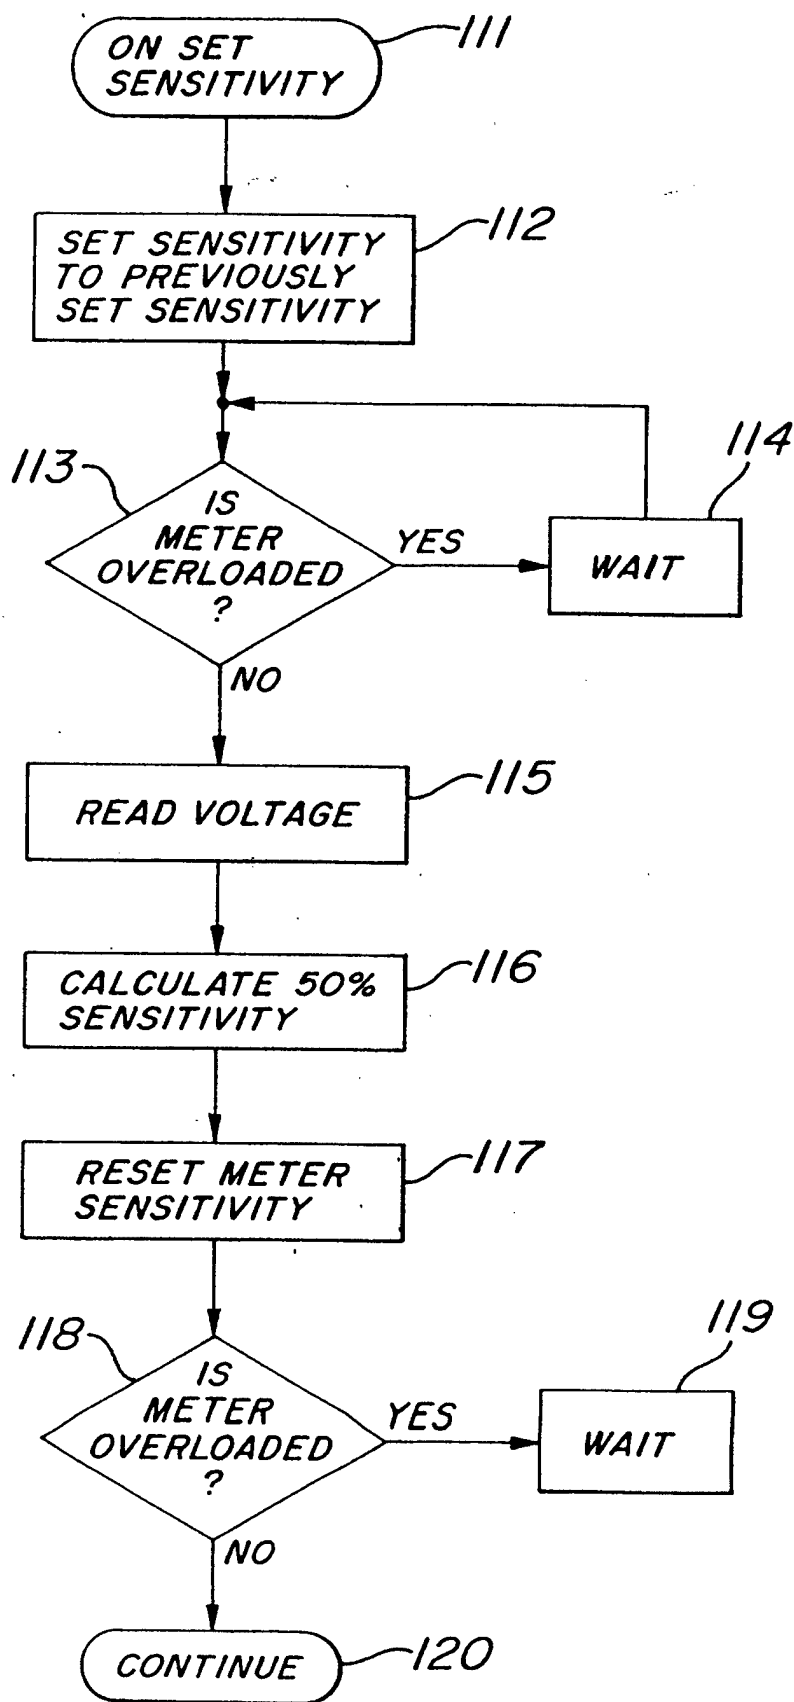 ON SET
SENSITIVITY
111
SET SENSITIVITY
TO PREVIOUSLY
SET SENSITIVITY
112
113
IS
METER
OVERLOADED
?
YES
114
WAIT
NO
READ VOLTAGE
115
CALCULATE 50%
SENSITIVITY
116
RESET METER
SENSITIVITY
117
118
IS
METER
OVERLOADED
?
YES
119
WAIT
NO
CONTINUE
120